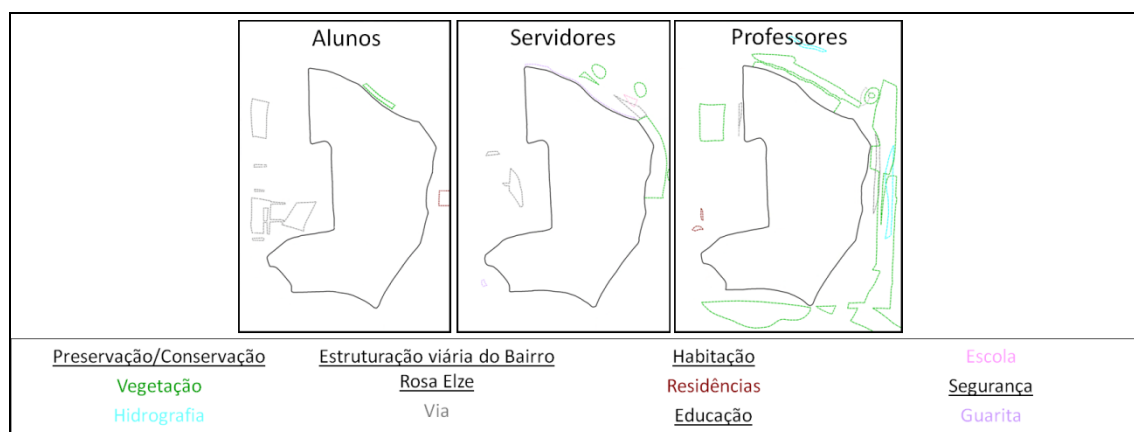 Alunos
Servidores
Professores
Preservação/Conservação
Vegetação
Hidrografia
Estruturação viária do Bairro
Rosa Elze
Via
Habitação
Residências
Educação
Escola
Segurança
Guarita